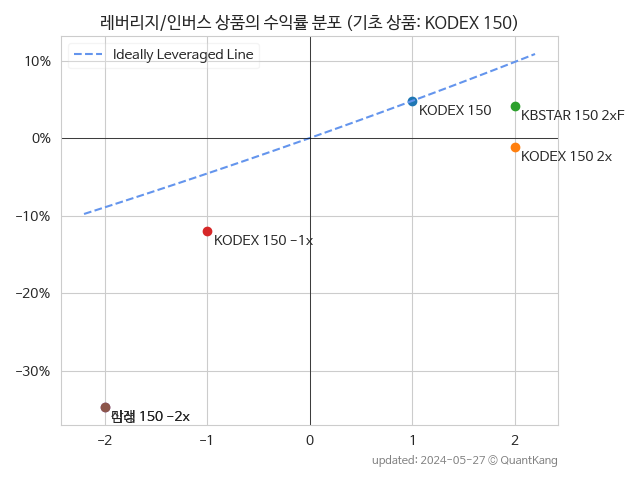 레버리지/인버스 상품의 수익률 분포 (기초 상품: KODEX 150)
Ideally Leveraged Line
10%
0%
−10%
−20%
−30%
KODEX 150
KBSTAR 150 2xF
KODEX 150 2x
KODEX 150 −1x
150 −2x
−2
−1
0
1
2
updated: 2024-05-27 © QuantKang